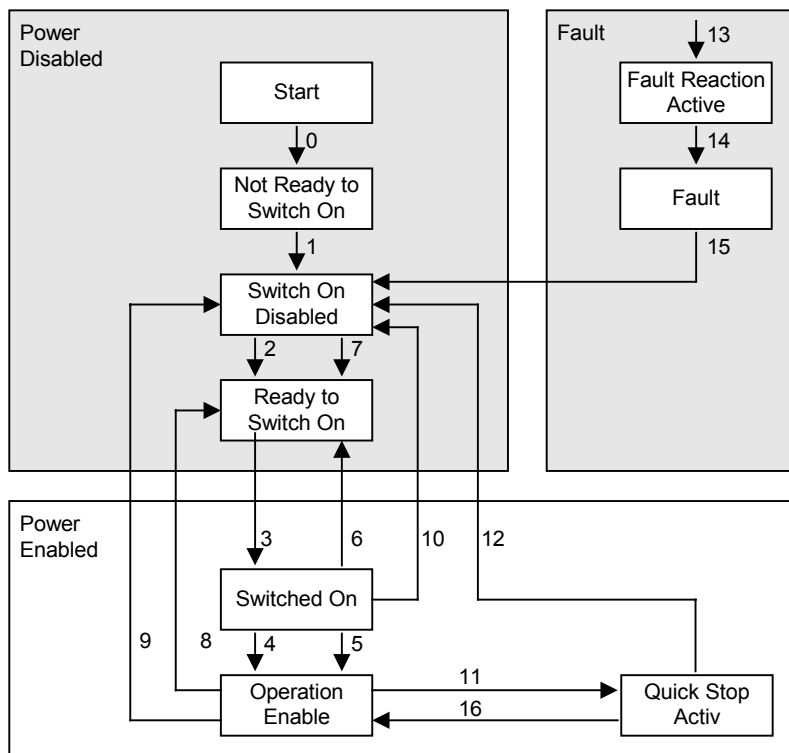 Power
Disabled
Start
0
Not Ready to
Switch On
1
Switch On
Disabled
2
7
Ready to
Switch On
Fault
13
Fault Reaction
Active
14
Fault
15
Power
Enabled
3
6
10
12
Switched On
9
8
4
5
11
Operation
Enable
16
Quick Stop
Activ